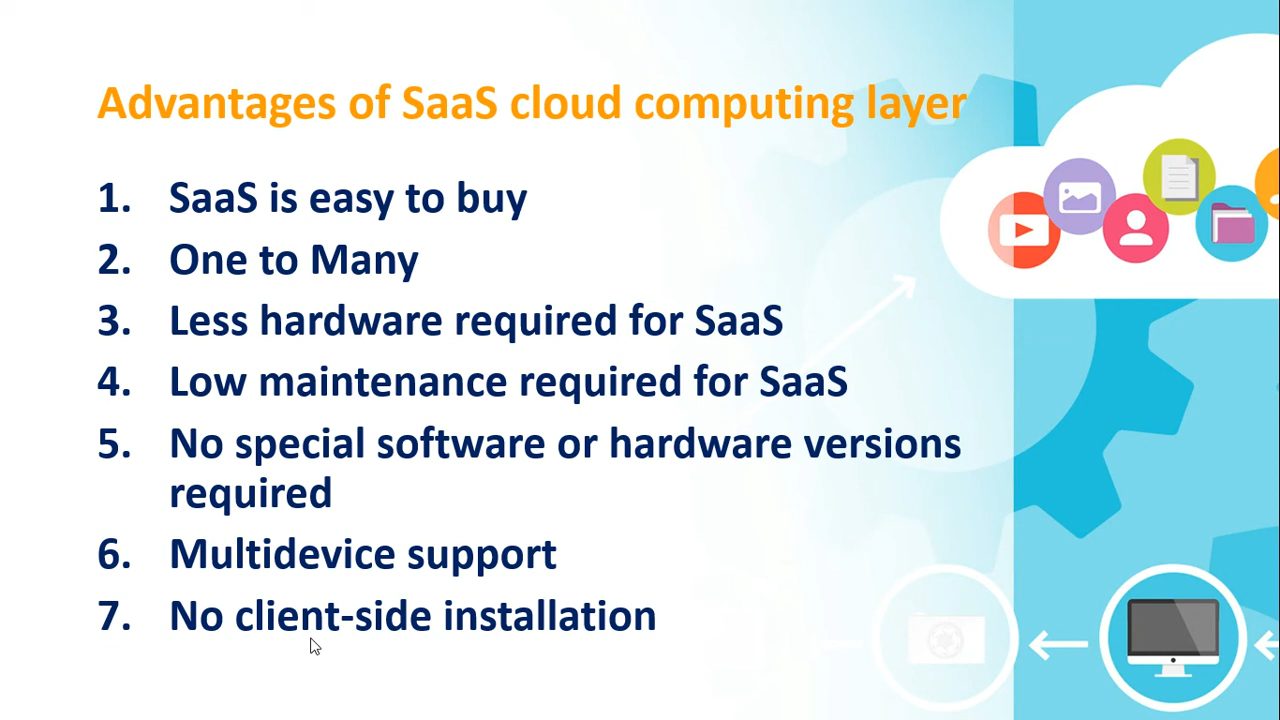 Advantages of SaaS cloud computing layer
1. SaaS is easy to buy
2. One to Many
3. Less hardware required for SaaS
4. Low maintenance required for SaaS
5. No special software or hardware versions
required
6. Multidevice support
7. No client-side installation